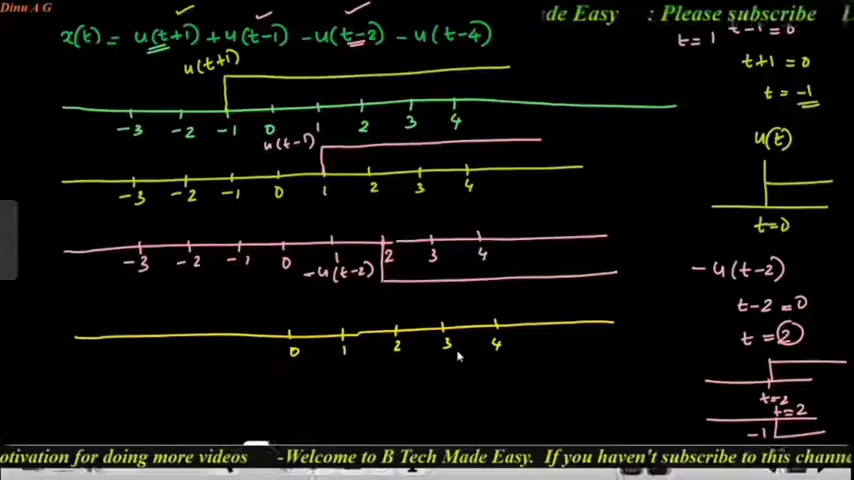 Dinu A G
de Easy : Please subscribe
x(t) = u(t+1) + u(t-1) - u(t-2) - u(t-4)
t=1 t-1=0
t+1=0
t=-1
u(t+1)
-3 -2 -1 0 1 2 3 4
u(t-1)
-3 -2 -1 0 1 2 3 4
u(t)
t=0
-3 -2 -1 0 1 2 3 4
-u(t-2)
-u(t-2)
t-2=0
t=2
0 1 2 3 4
t=2
t=2
-1
otivation for doing more videos -Welcome to B Tech Made Easy. If you haven't subscribe to this chann